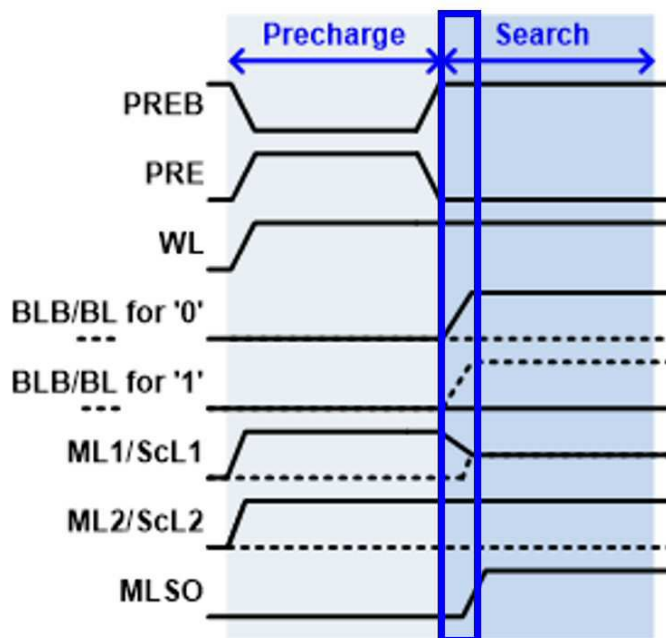 Precharge Search
PREB
PRE
WL
BLB/BL for '0'
BLB/BL for '1'
ML1/ScL1
ML2/ScL2
MLSO